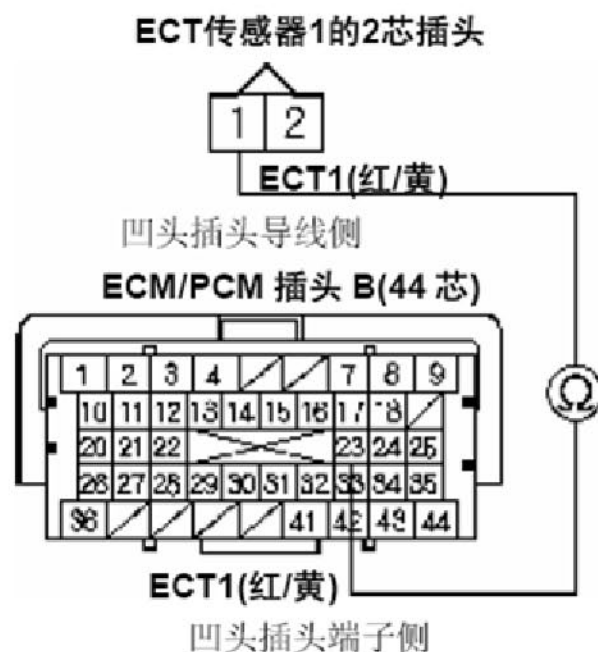 ECT传感器1的2芯插头
1 2
ECT1(红/黄)
凹头插头导线侧
ECM/PCM 插头 B(44 芯)
1 2 3 4 7 8 9
10 11 12 13 14 15 16 17 18
Ω
20 21 22 23 24 25
26 27 28 29 30 31 32 33 34 35
36 41 42 43 44
ECT1(红/黄)
凹头插头端子侧